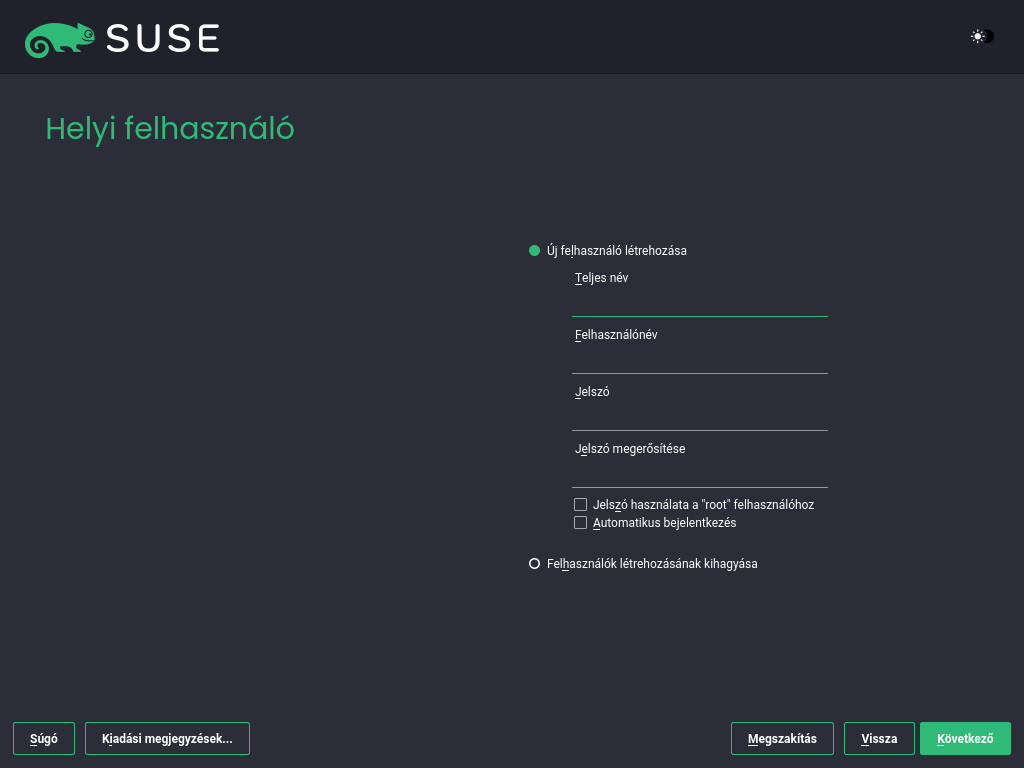 SUSE
Helyi felhasználó
Új felhasználó létrehozása
Teljes név
Felhasználónév
Jelszó
Jelszó megerősítése
Jelszó használata a "root" felhasználóhoz
Automatikus bejelentkezés
Felhasználók létrehozásának kihagyása
Súgó Kiadási megjegyzések... Megszakítás Vissza Következő